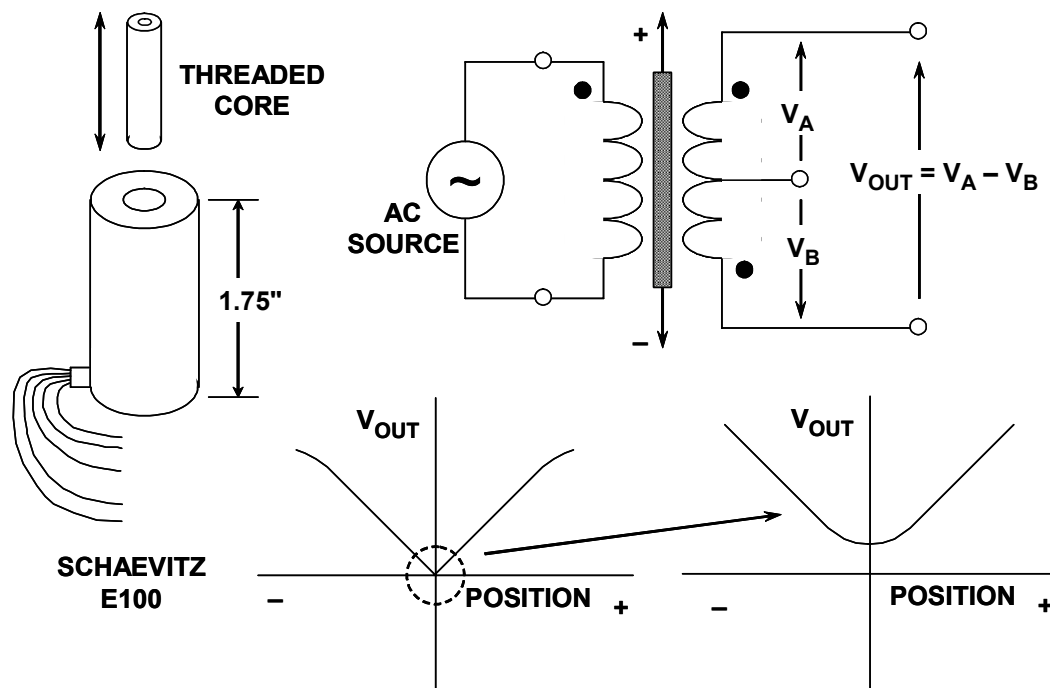 THREADED
CORE
1.75"
SCHAEVITZ
E100
+
~
AC
SOURCE
–
V_A
V_B
V_OUT = V_A – V_B
V_OUT
–
POSITION
+
V_OUT
–
POSITION
+